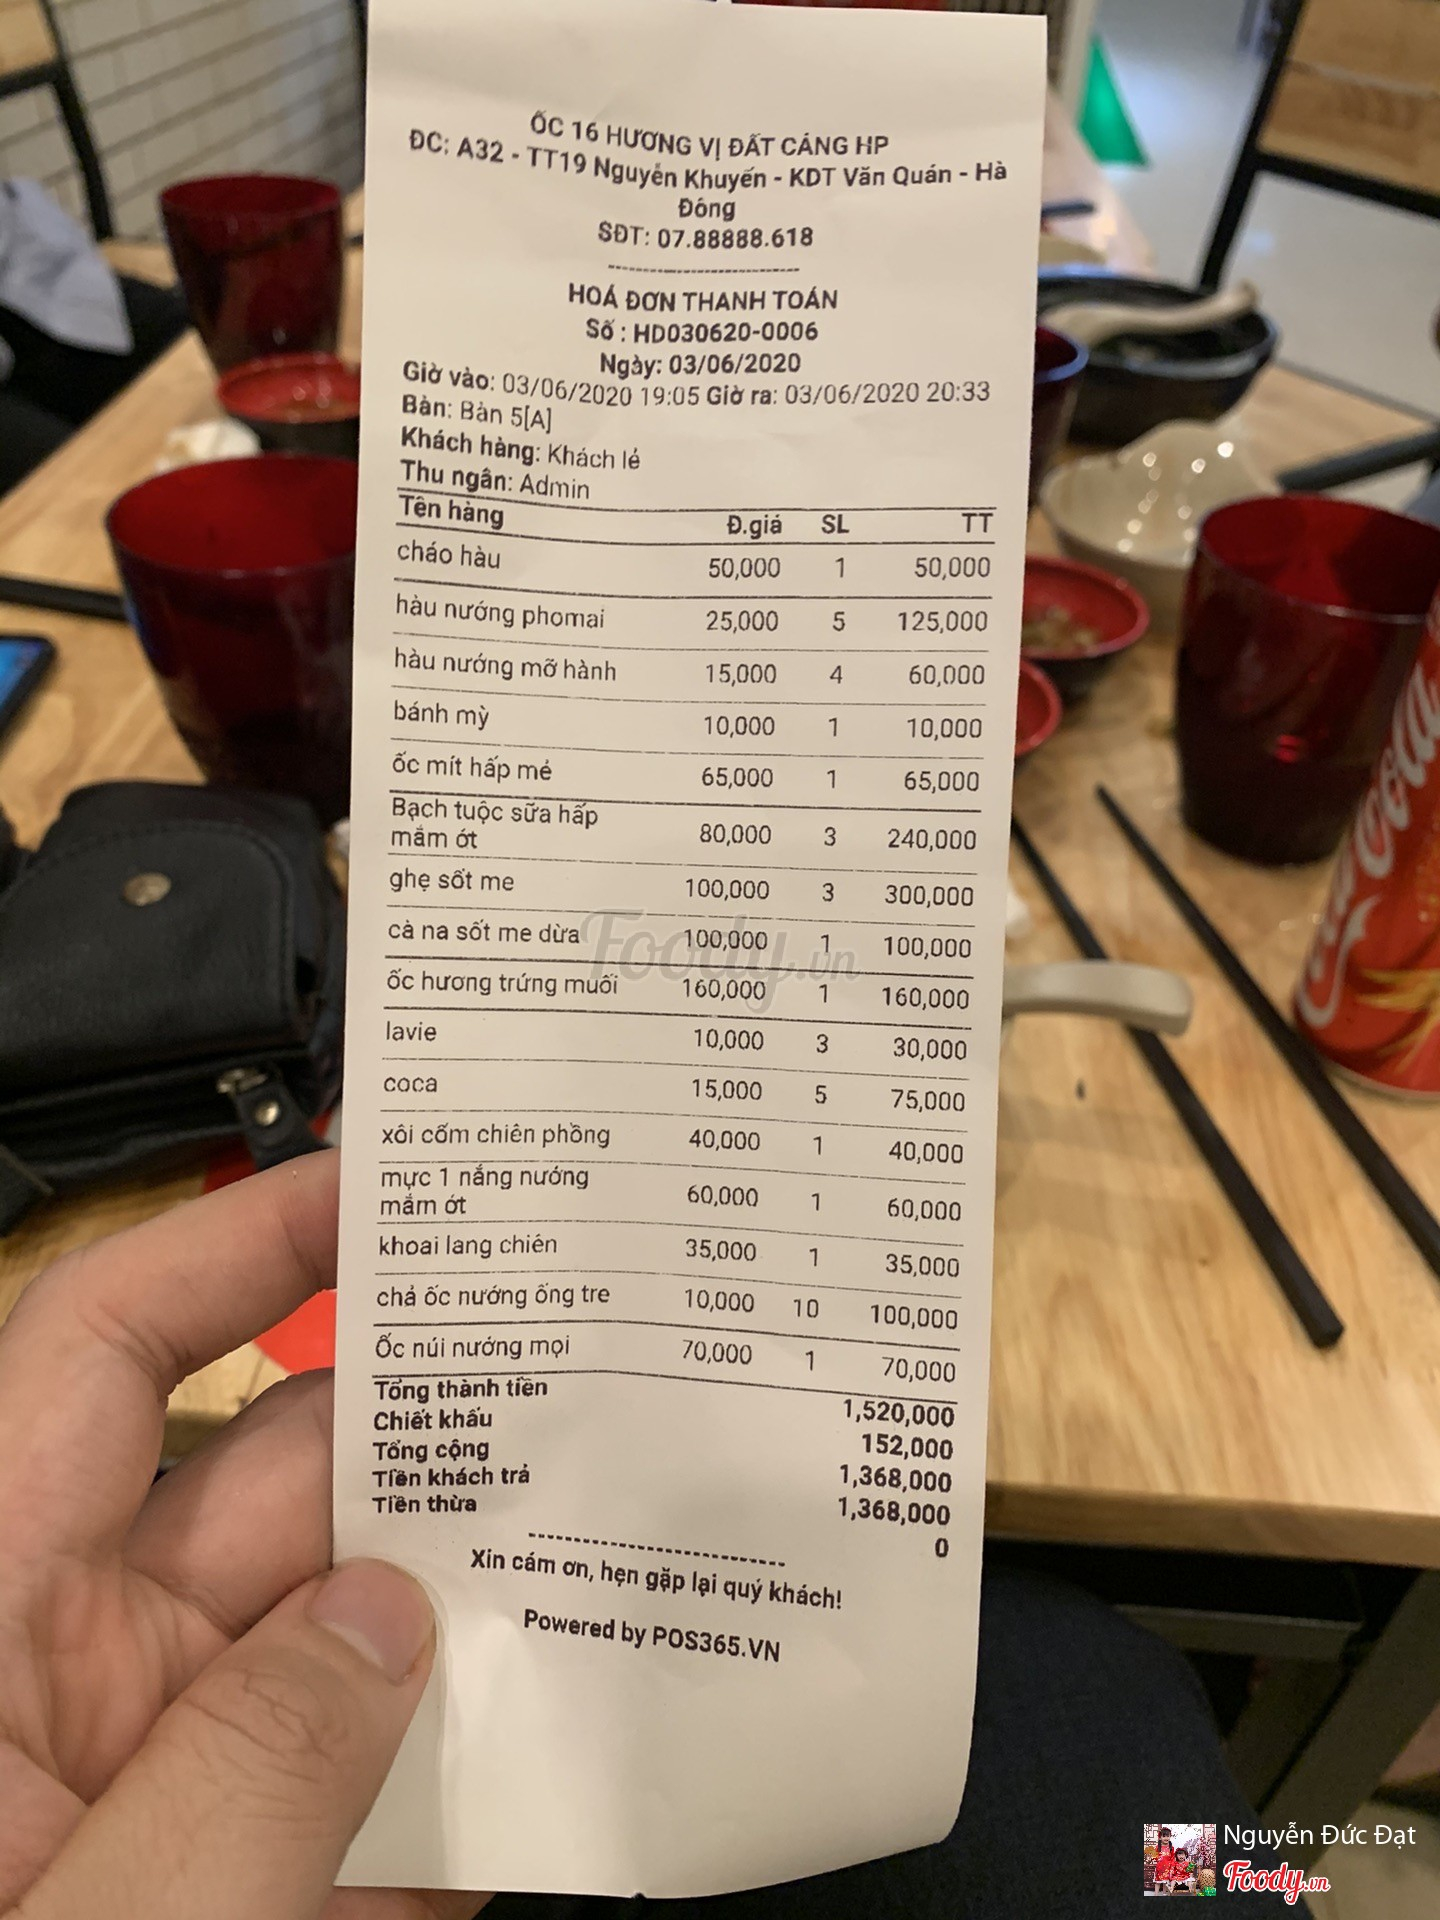 ỐC 16 HƯƠNG VỊ ĐẤT CẢNG HP
ĐC: A32 - TT19 Nguyễn Khuyến - KDT Văn Quán - Hà
Đông
SĐT: 07.88888.618
HOÁ ĐƠN THANH TOÁN
Số : HD030620-0006
Ngày: 03/06/2020
Giờ vào: 03/06/2020 19:05 Giờ ra: 03/06/2020 20:33
Bàn: Bàn 5[A]
Khách hàng: Khách lẻ
Thu ngân: Admin
Tên hàng Đ.giá SL TT
cháo hàu 50,000 1 50,000
hàu nướng phomai 25,000 5 125,000
hàu nướng mỡ hành 15,000 4 60,000
bánh mỳ 10,000 1 10,000
ốc mít hấp mẻ 65,000 1 65,000
Bạch tuộc sữa hấp
mắm ớt 80,000 3 240,000
ghẹ sốt me 100,000 3 300,000
cà na sốt me dừa 100,000 1 100,000
ốc hương trứng muối 160,000 1 160,000
lavie 10,000 3 30,000
coca 15,000 5 75,000
xôi cốm chiên phồng 40,000 1 40,000
mực 1 nắng nướng
mắm ớt 60,000 1 60,000
khoai lang chiên 35,000 1 35,000
chả ốc nướng ống tre 10,000 10 100,000
Ốc núi nướng mọi 70,000 1 70,000
Tổng thành tiền 1,520,000
Chiết khấu 152,000
Tổng cộng 1,368,000
Tiền khách trả 1,368,000
Tiền thừa 0
Xin cám ơn, hẹn gặp lại quý khách!
Powered by POS365.VN
Foody.vn
Coca-Cola
Nguyễn Đức Đạt
Foody.vn